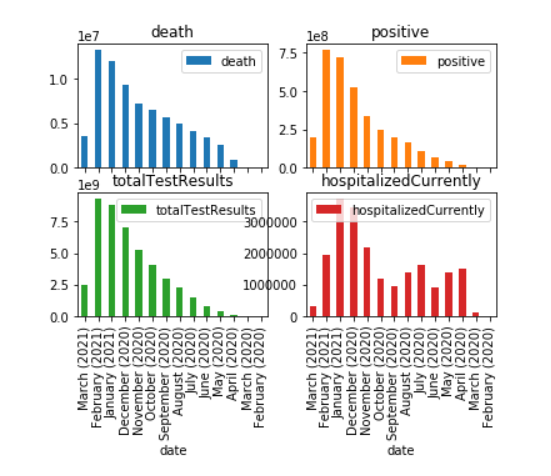 death
positive
1e7
5e8
death
positive
1.0
0.5
0.0
7.5
5.0
2.5
0.0
totalTestResults
hospitalizedCurrently
1e9
totalTestResults
hospitalizedCurrently
7.5
5.0
2.5
0.0
3000000
2000000
1000000
0
March (2021)
February (2021)
January (2021)
December (2020)
November (2020)
October (2020)
September (2020)
August (2020)
July (2020)
June (2020)
May (2020)
April (2020)
March (2020)
February (2020)
March (2021)
February (2021)
January (2021)
December (2020)
November (2020)
October (2020)
September (2020)
August (2020)
July (2020)
June (2020)
May (2020)
April (2020)
March (2020)
February (2020)
date
date